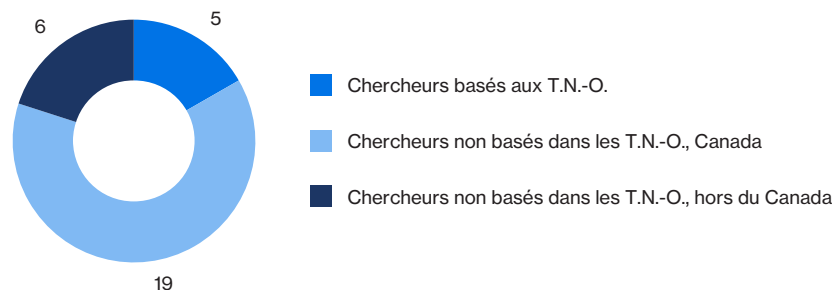 5
6
19
Chercheurs basés aux T.N.-O.
Chercheurs non basés dans les T.N.-O., Canada
Chercheurs non basés dans les T.N.-O., hors du Canada